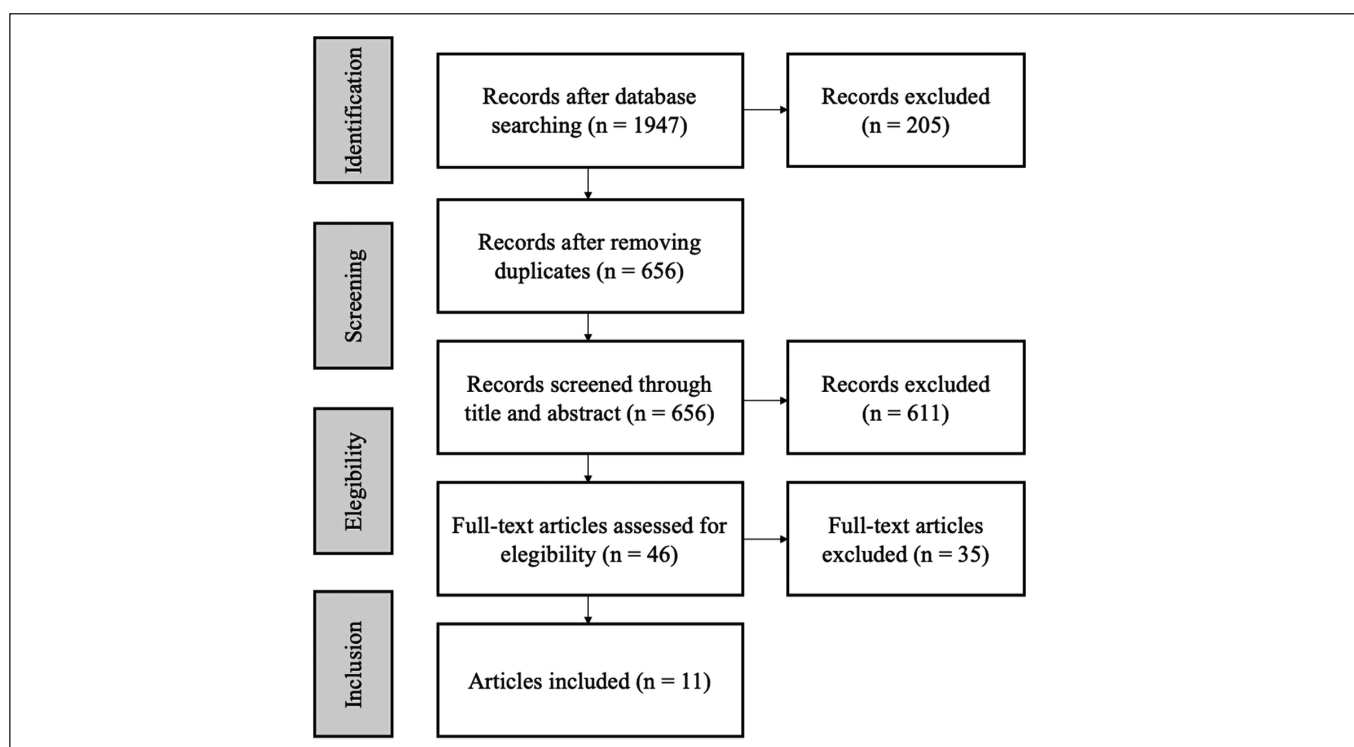 Identification
Records after database
searching (n = 1947)
Records excluded
(n = 205)
Screening
Records after removing
duplicates (n = 656)
Records screened through
title and abstract (n = 656)
Records excluded
(n = 611)
Elegibility
Full-text articles assessed for
elegibility (n = 46)
Full-text articles
excluded (n = 35)
Inclusion
Articles included (n = 11)